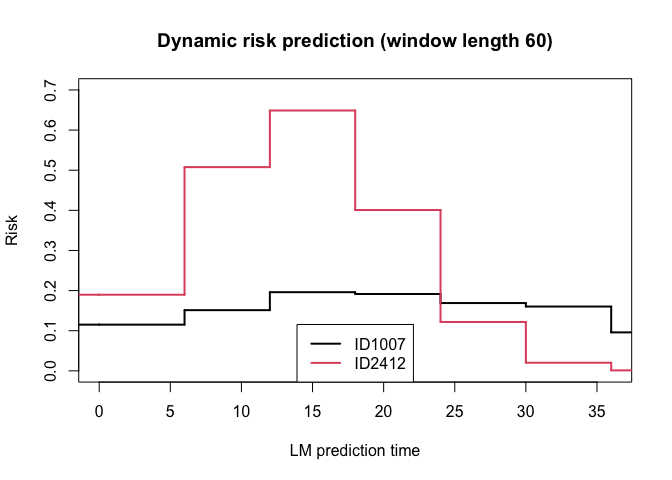 Dynamic risk prediction (window length 60)
Risk
0.7
0.6
0.5
0.4
0.3
0.2
0.1
0.0
ID1007
ID2412
0 5 10 15 20 25 30 35
LM prediction time